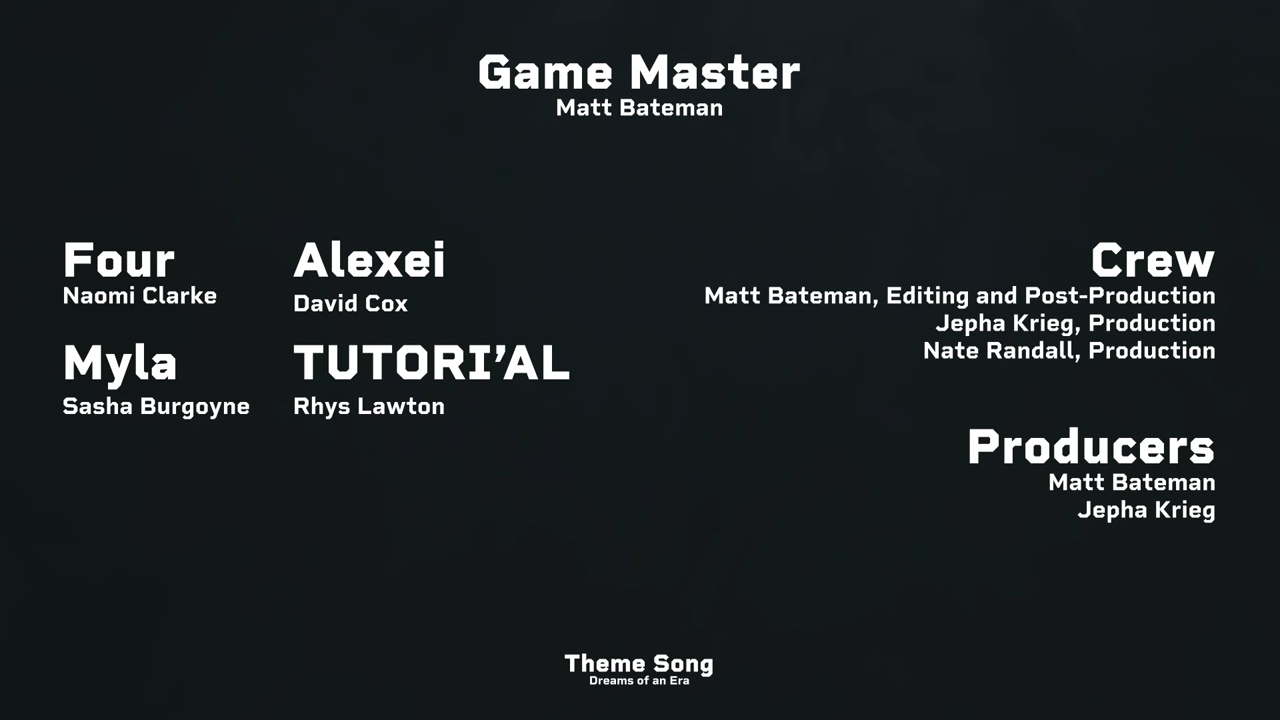 Game Master
Matt Bateman
Four
Naomi Clarke
Alexei
David Cox
Myla
Sasha Burgoyne
TUTORI’AL
Rhys Lawton
Crew
Matt Bateman, Editing and Post-Production
Jepha Krieg, Production
Nate Randall, Production
Producers
Matt Bateman
Jepha Krieg
Theme Song
Dreams of an Era